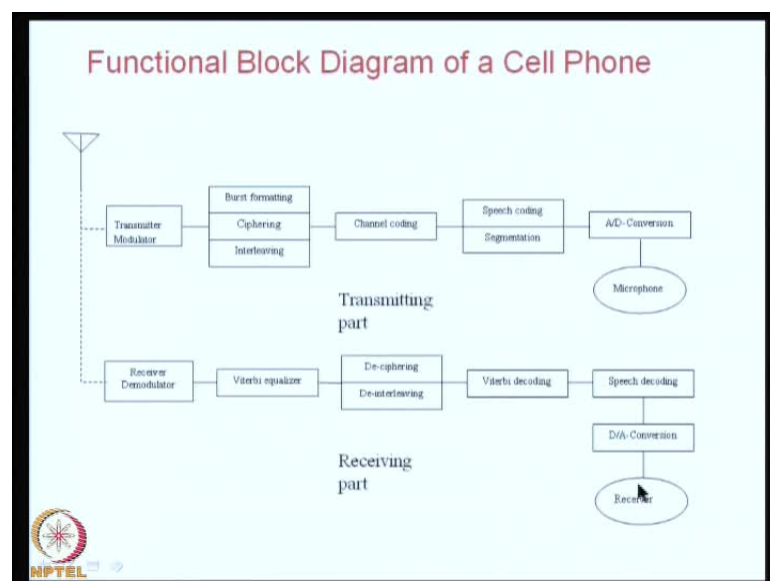 Functional Block Diagram of a Cell Phone
Transmitter
Modulator
Burst formatting
Ciphering
Interleaving
Channel coding
Speech coding
Segmentation
A/D-Conversion
Microphone
Transmitting
part
Receiver
Demodulator
Viterbi equalizer
De-ciphering
De-interleaving
Viterbi decoding
Speech decoding
D/A-Conversion
Receiver
Receiving
part
NPTEL